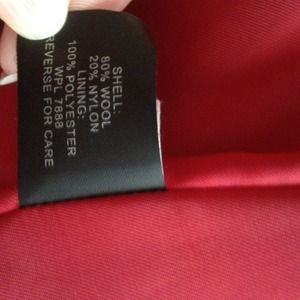 SHELL:
80% WOOL
20% NYLON
LINING:
100% POLYESTER
WPL 7888
REVERSE FOR CARE